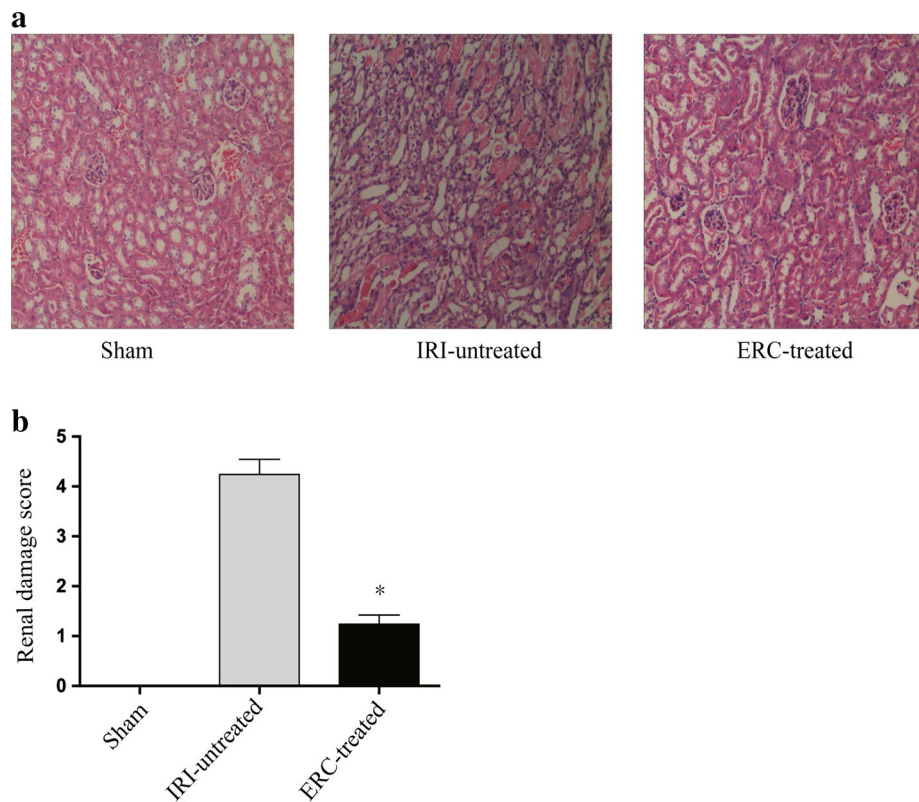 a
Sham IRI-untreated ERC-treated
b
Renal damage score
5
4
3
2
1
0
*
Sham
IRI-untreated
ERC-treated